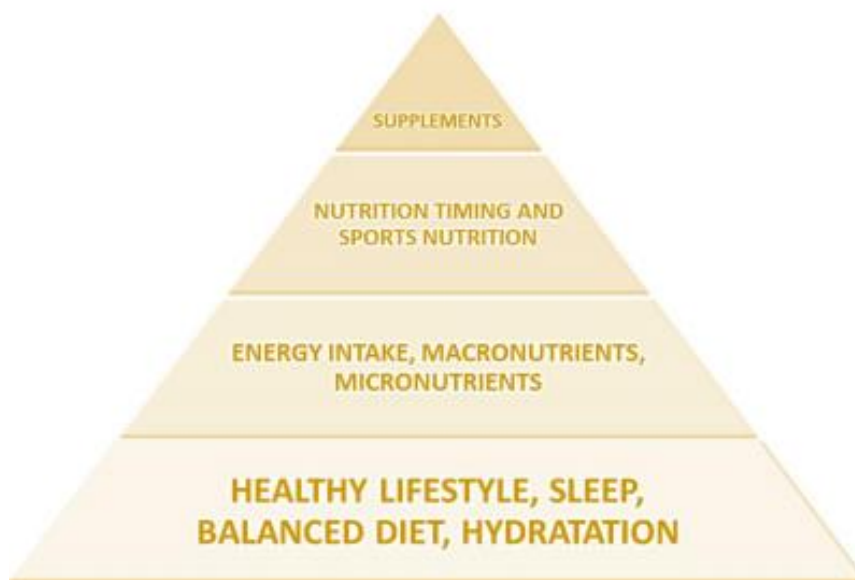 SUPPLEMENTS
NUTRITION TIMING AND
SPORTS NUTRITION
ENERGY INTAKE, MACRONUTRIENTS,
MICRONUTRIENTS
HEALTHY LIFESTYLE, SLEEP,
BALANCED DIET, HYDRATATION